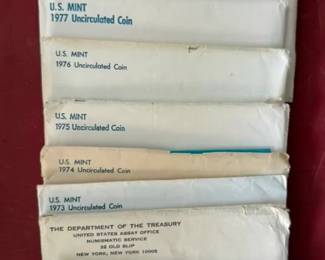 U.S. MINT
1977 Uncirculated Coin
U.S. MINT
1976 Uncirculated Coin
U.S. MINT
1975 Uncirculated Coin
U.S. MINT
1974 Uncirculated Coin
U.S. MINT
1973 Uncirculated Coin
THE DEPARTMENT OF THE TREASURY
UNITED STATES ASSAY OFFICE
NUMISMATIC SERVICE
32 OLD SLIP
NEW YORK, NEW YORK 10005